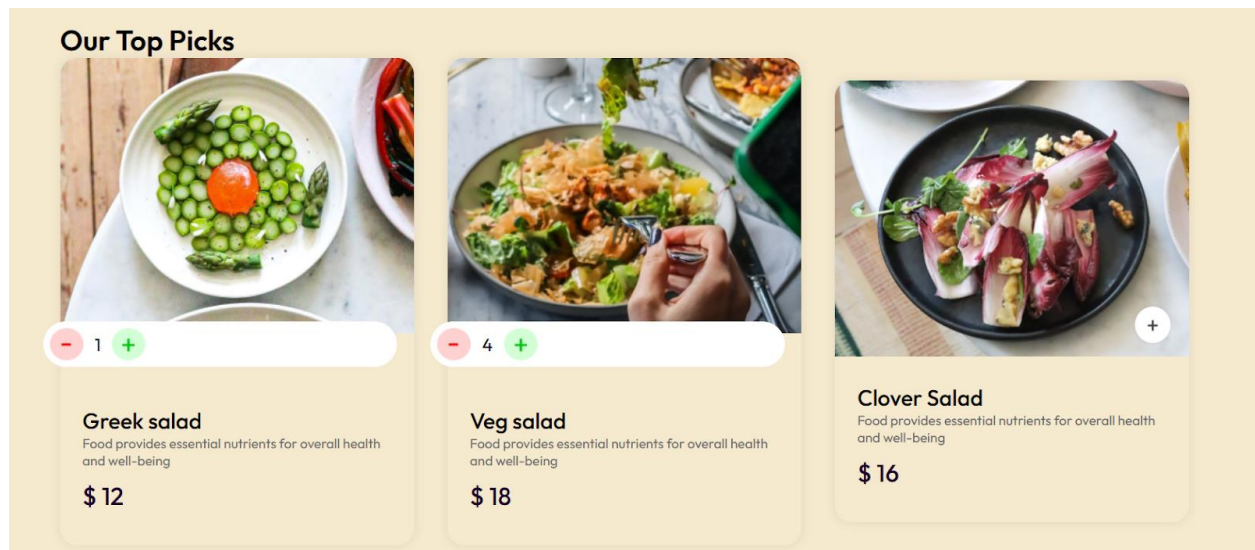 Our Top Picks
− 1 +
− 4 +
+
Greek salad
Food provides essential nutrients for overall health
and well-being
$ 12
Veg salad
Food provides essential nutrients for overall health
and well-being
$ 18
Clover Salad
Food provides essential nutrients for overall health
and well-being
$ 16